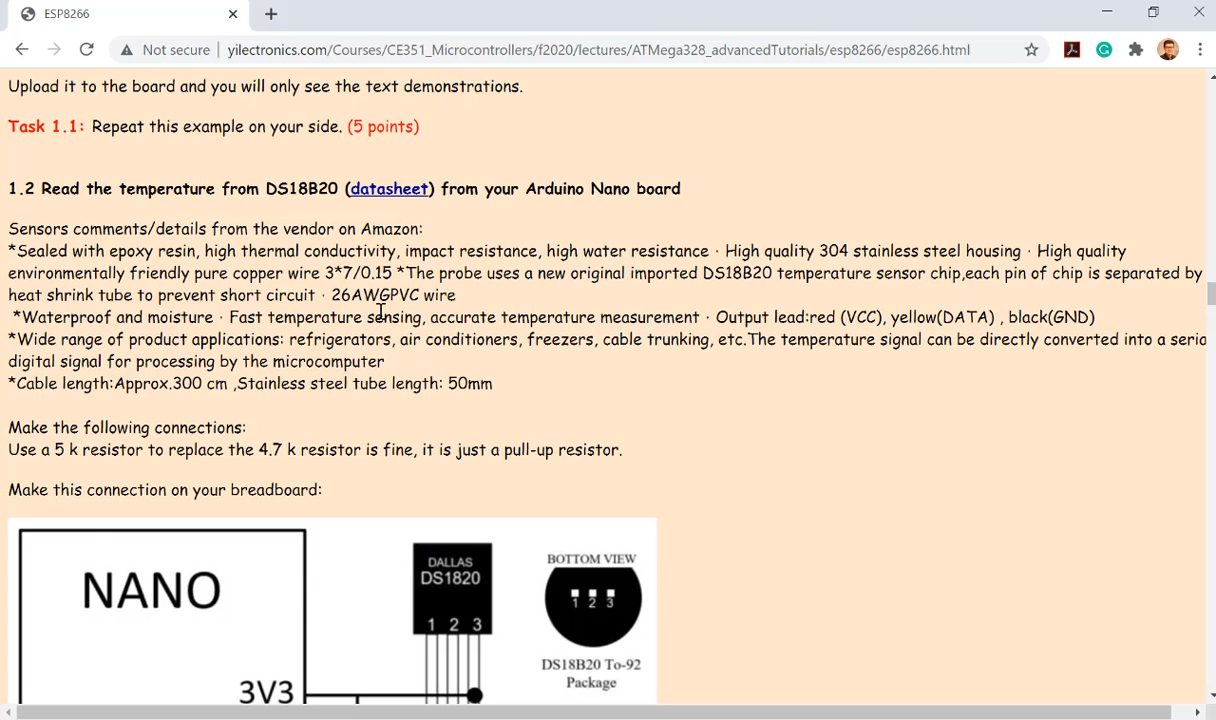 ESP8266
Not secure
yilectronics.com/Courses/CE351_Microcontrollers/f2020/lectures/ATMega328_advancedTutorials/esp8266/esp8266.html
Upload it to the board and you will only see the text demonstrations.
Task 1.1: Repeat this example on your side. (5 points)
1.2 Read the temperature from DS18B20 (datasheet) from your Arduino Nano board
Sensors comments/details from the vendor on Amazon:
*Sealed with epoxy resin, high thermal conductivity, impact resistance, high water resistance · High quality 304 stainless steel housing · High quality
environmentally friendly pure copper wire 3*7/0.15 *The probe uses a new original imported DS18B20 temperature sensor chip,each pin of chip is separated by
heat shrink tube to prevent short circuit · 26AWGPVC wire
*Waterproof and moisture · Fast temperature sensing, accurate temperature measurement · Output lead:red (VCC), yellow(DATA) , black(GND)
*Wide range of product applications: refrigerators, air conditioners, freezers, cable trunking, etc.The temperature signal can be directly converted into a seria
digital signal for processing by the microcomputer
*Cable length:Approx.300 cm ,Stainless steel tube length: 50mm
Make the following connections:
Use a 5 k resistor to replace the 4.7 k resistor is fine, it is just a pull-up resistor.
Make this connection on your breadboard:
NANO
3V3
DALLAS
DS1820
1 2 3
BOTTOM VIEW
1 2 3
DS18B20 To-92
Package